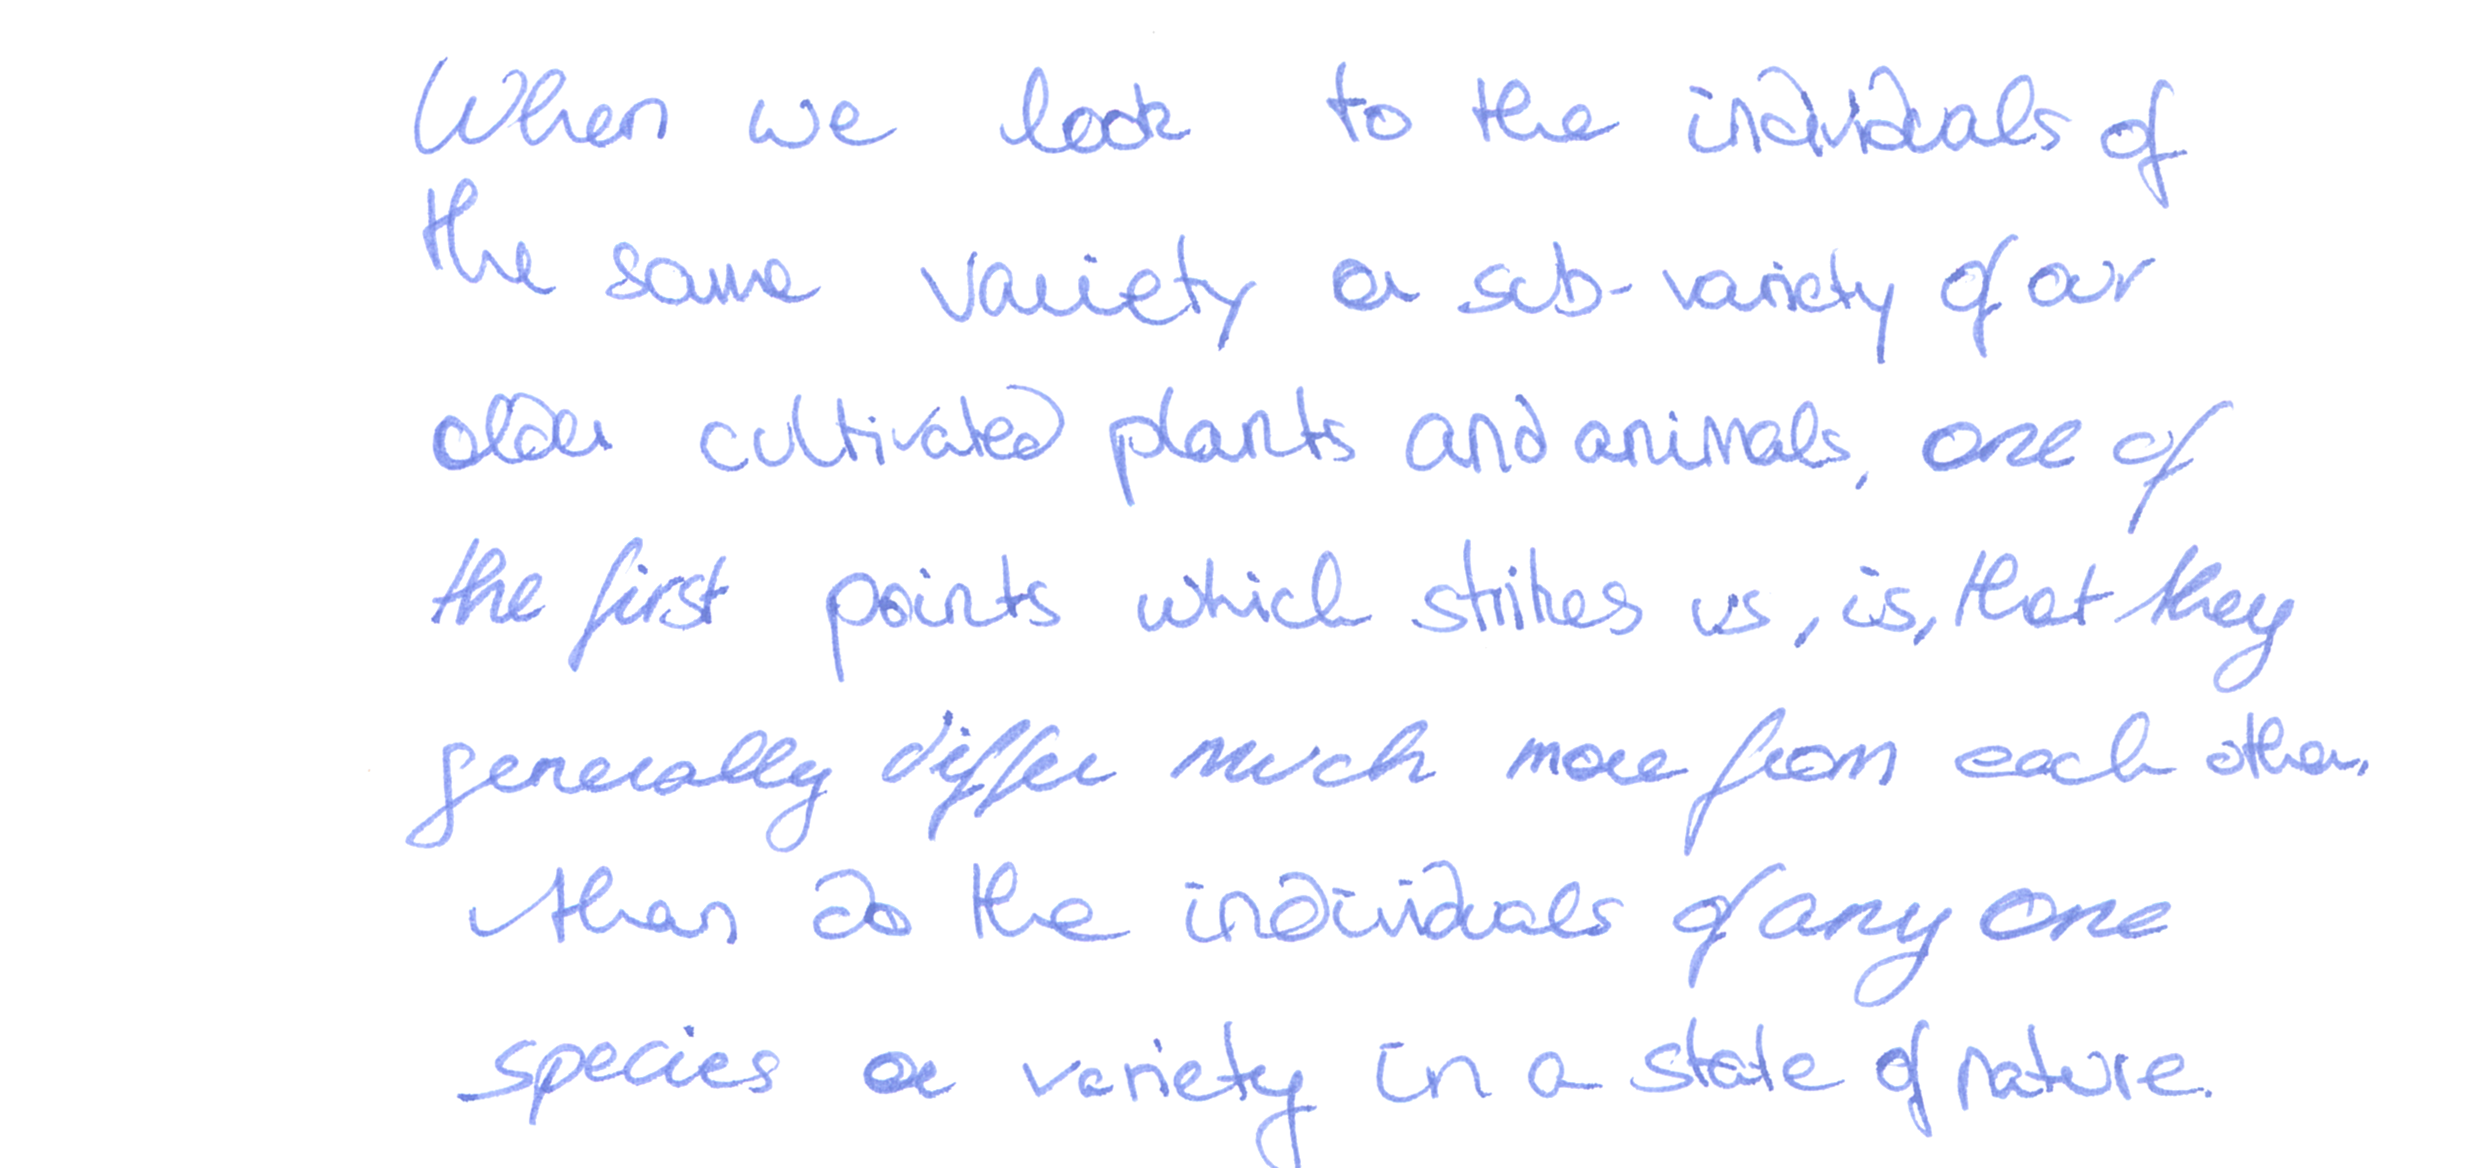 When we look to the individuals of
the same variety or sub-variety of our
older cultivated plants and animals, one of
the first points which strikes us, is, that they
generally differ much more from each other,
than do the individuals of any one
species or variety in a state of nature.